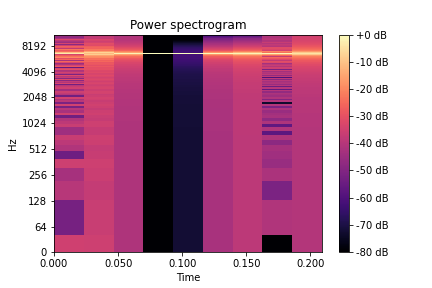 Power spectrogram
8192
4096
2048
1024
512
256
128
64
0
Hz
0.000 0.050 0.100 0.150 0.200
Time
+0 dB
-10 dB
-20 dB
-30 dB
-40 dB
-50 dB
-60 dB
-70 dB
-80 dB